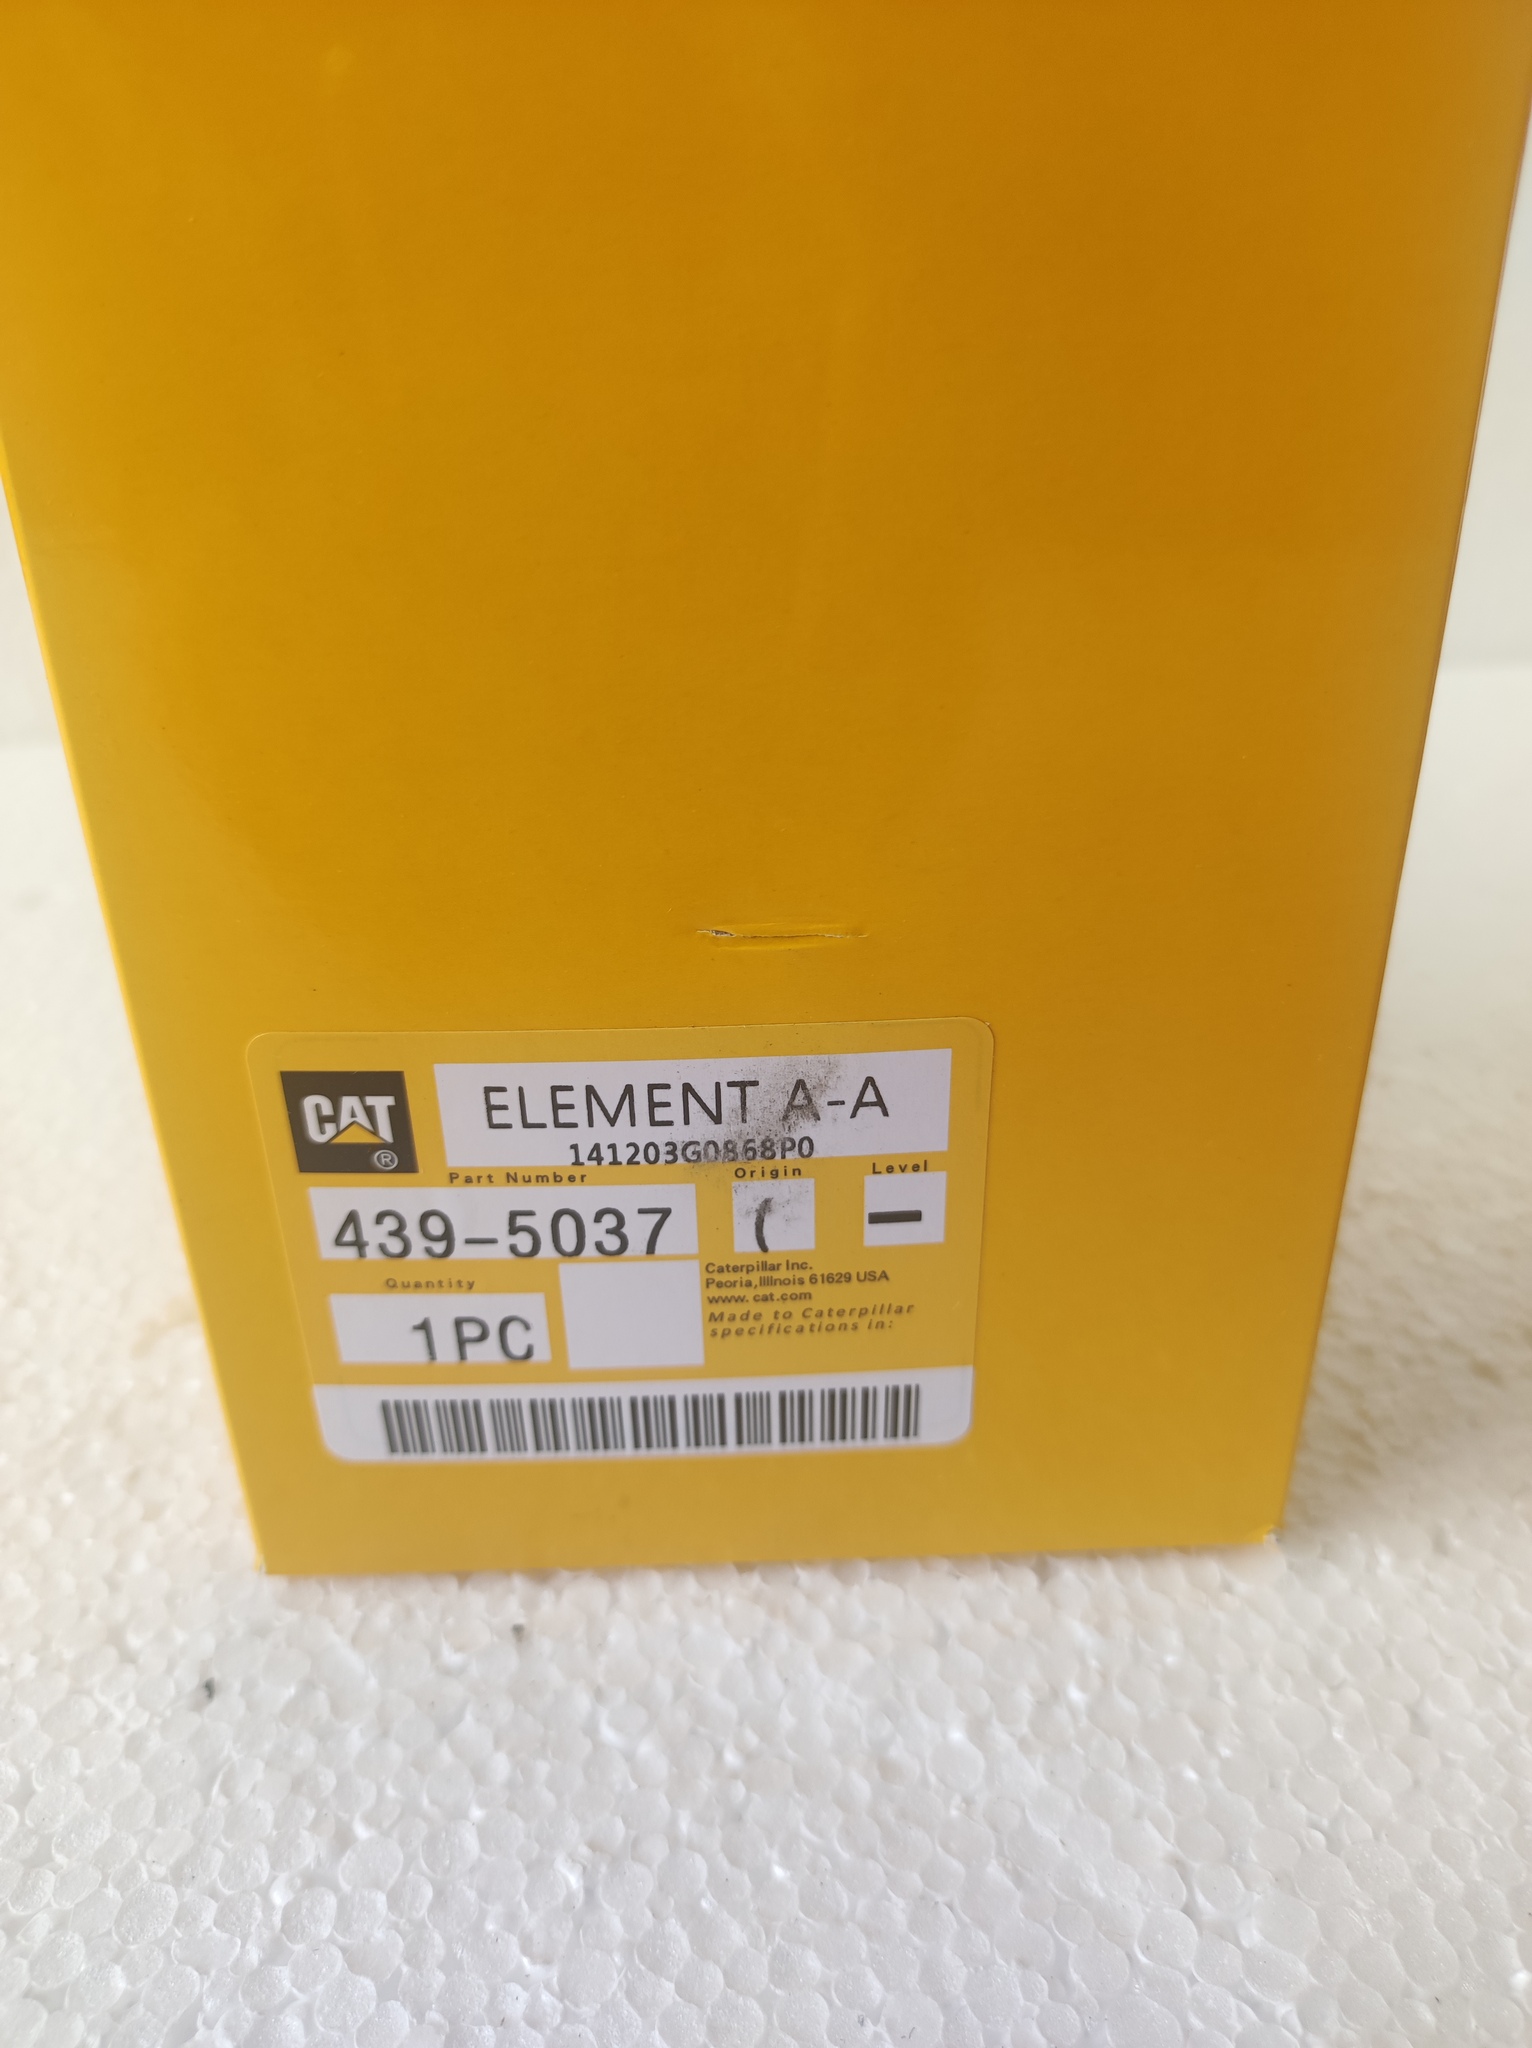 CAT
®
ELEMENT A-A
141203G0868P0
Part Number
Origin
Level
439-5037
(
—
Quantity
1PC
Caterpillar Inc.
Peoria,Illlnois 61629 USA
www. cat.com
Made to Caterpillar
specifications in: